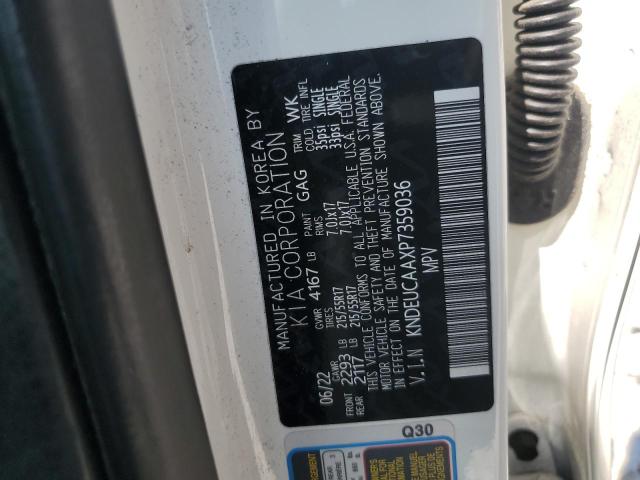 MANUFACTURED IN KOREA BY
KIA CORPORATION
06/22 GVWR 4167 LB PAINT GAG TRIM WK
GAWR TIRES RIMS COLD TIRE INFL
FRONT 2293 LB 215/55R17 7.0Jx17 35psi SINGLE
REAR 2117 LB 215/55R17 7.0Jx17 33psi SINGLE
THIS VEHICLE CONFORMS TO ALL APPLICABLE U.S.A. FEDERAL
MOTOR VEHICLE SAFETY AND THEFT PREVENTION STANDARDS
IN EFFECT ON THE DATE OF MANUFACTURE SHOWN ABOVE.
V.I.N KNDEUCAAXP7359036
MPV
Q30